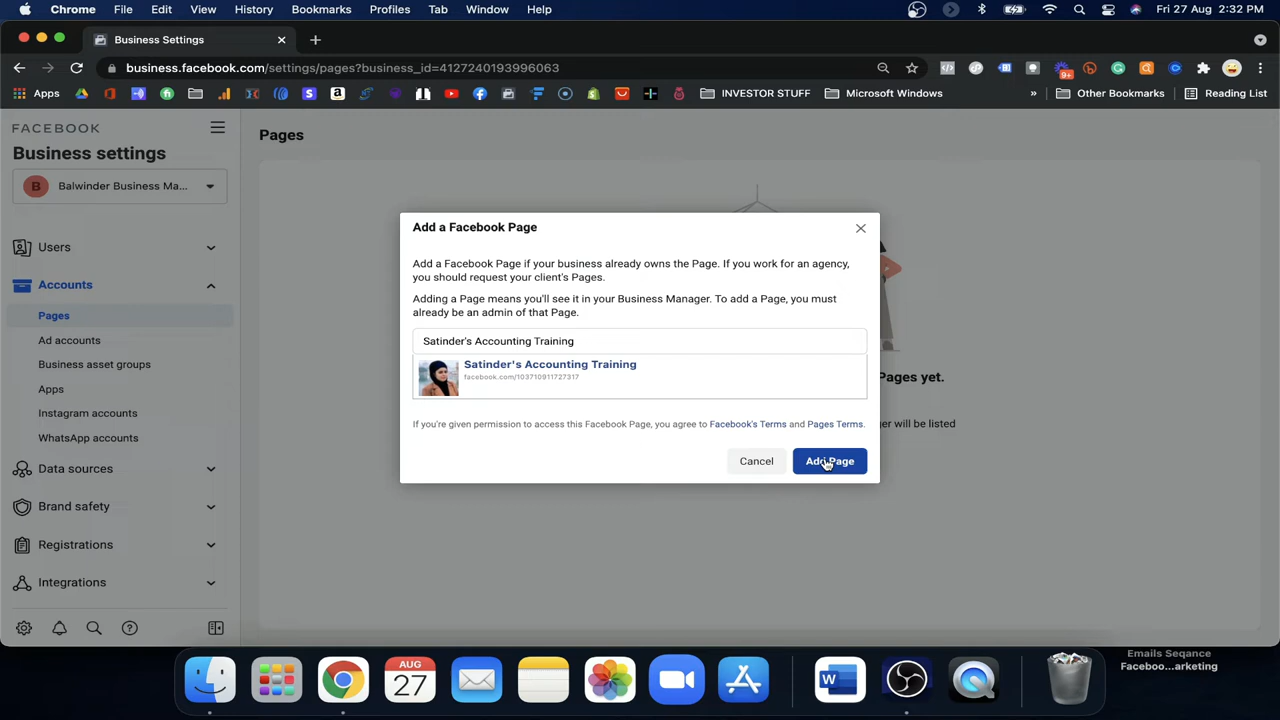 Chrome File Edit View History Bookmarks Profiles Tab Window Help Fri 27 Aug 2:32 PM
Business Settings
business.facebook.com/settings/pages?business_id=4127240193996063
Apps INVESTOR STUFF Microsoft Windows » Other Bookmarks Reading List
9+
FACEBOOK
Business settings
B Balwinder Business Ma...
Users
Accounts
Pages
Ad accounts
Business asset groups
Apps
Instagram accounts
WhatsApp accounts
Data sources
Brand safety
Registrations
Integrations
Pages
Add a Facebook Page
Add a Facebook Page if your business already owns the Page. If you work for an agency,
you should request your client's Pages.
Adding a Page means you'll see it in your Business Manager. To add a Page, you must
already be an admin of that Page.
Satinder's Accounting Training
Satinder's Accounting Training
facebook.com/103710911727317
If you're given permission to access this Facebook Page, you agree to Facebook's Terms and Pages Terms.
Cancel Add Page
Pages yet.
er will be listed
AUG
27
W
Emails Seqance
Faceboo...arketing